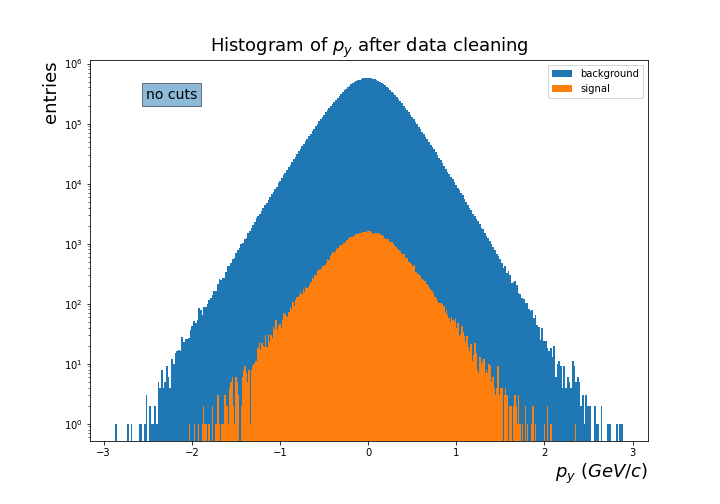 Histogram of p_y after data cleaning
entries
no cuts
background
signal
10^6
10^5
10^4
10^3
10^2
10^1
10^0
−3 −2 −1 0 1 2 3
p_y (GeV/c)